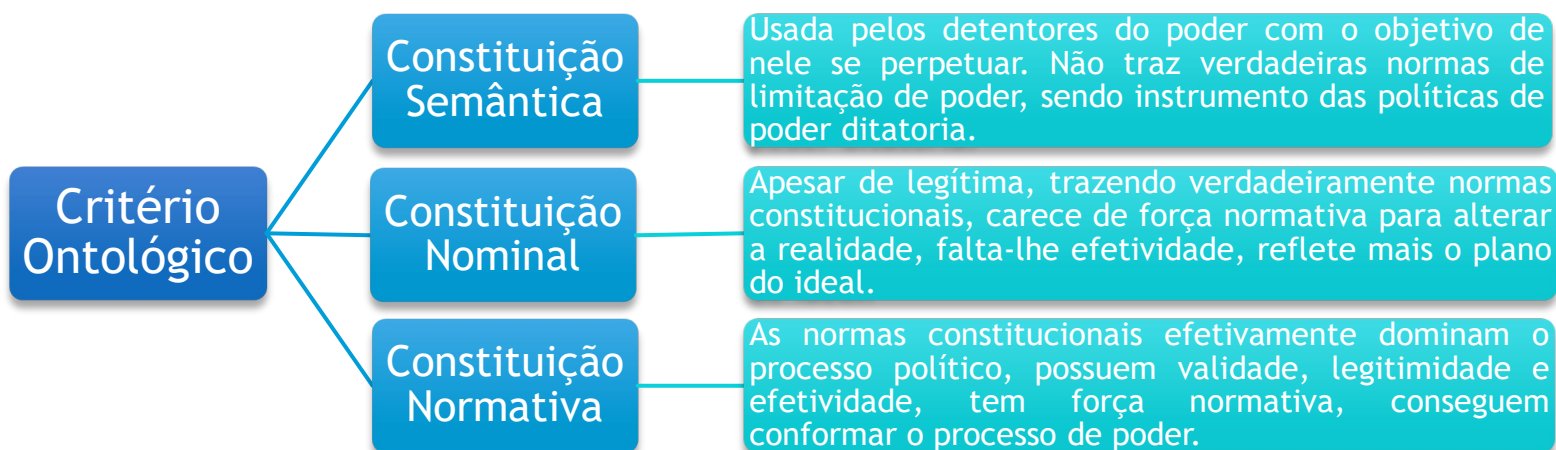 Critério
Ontológico
Constituição
Semântica
Usada pelos detentores do poder com o objetivo de
nele se perpetuar. Não traz verdadeiras normas de
limitação de poder, sendo instrumento das políticas de
poder ditatoria.
Constituição
Nominal
Apesar de legítima, trazendo verdadeiramente normas
constitucionais, carece de força normativa para alterar
a realidade, falta-lhe efetividade, reflete mais o plano
do ideal.
Constituição
Normativa
As normas constitucionais efetivamente dominam o
processo político, possuem validade, legitimidade e
efetividade, tem força normativa, conseguem
conformar o processo de poder.